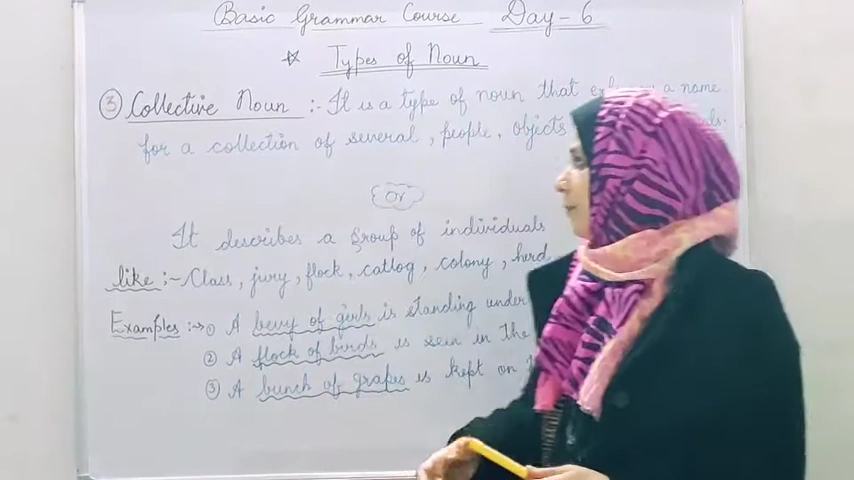 Basic Grammar Course Day-6
☆ Types of Noun
③ Collective Noun :- It is a type of noun that a name
for a collection of several, people, objects
Or
It describes a group of individuals
like :- Class, jury, flock, catlog, colony, herd
Examples :→ ① A bevy of girls is standing under
② A flock of birds is seen in the
③ A bunch of grapes is kept on